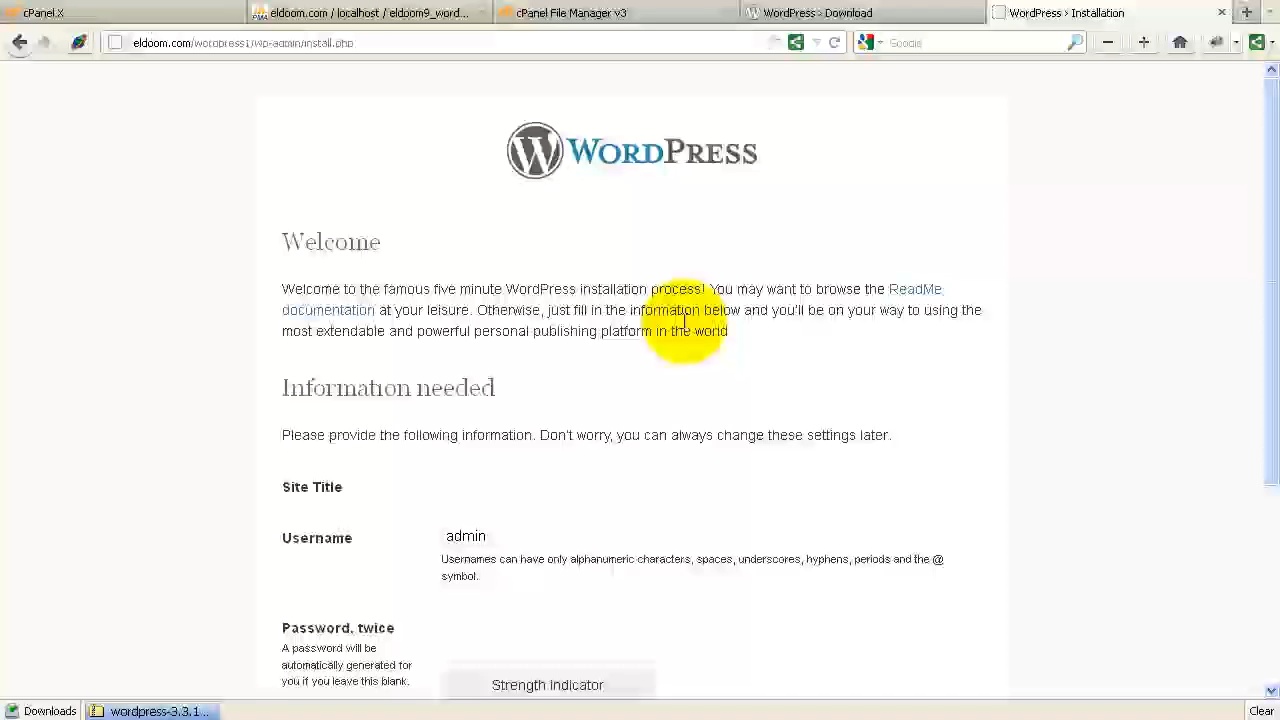 cPanel X
PMA eldoom.com / localhost / eldoom9_word...
cPanel File Manager v3
WordPress › Download
WordPress › Installation
eldoom.com/wordpress1/wp-admin/install.php
Google
WORDPRESS
Welcome
Welcome to the famous five minute WordPress installation process! You may want to browse the ReadMe
documentation at your leisure. Otherwise, just fill in the information below and you'll be on your way to using the
most extendable and powerful personal publishing platform in the world
Information needed
Please provide the following information. Don't worry, you can always change these settings later.
Site Title
Username
admin
Usernames can have only alphanumeric characters, spaces, underscores, hyphens, periods and the @
symbol.
Password, twice
A password will be
automatically generated for
you if you leave this blank.
Strength indicator
Downloads
wordpress-3.3.1...
Clear